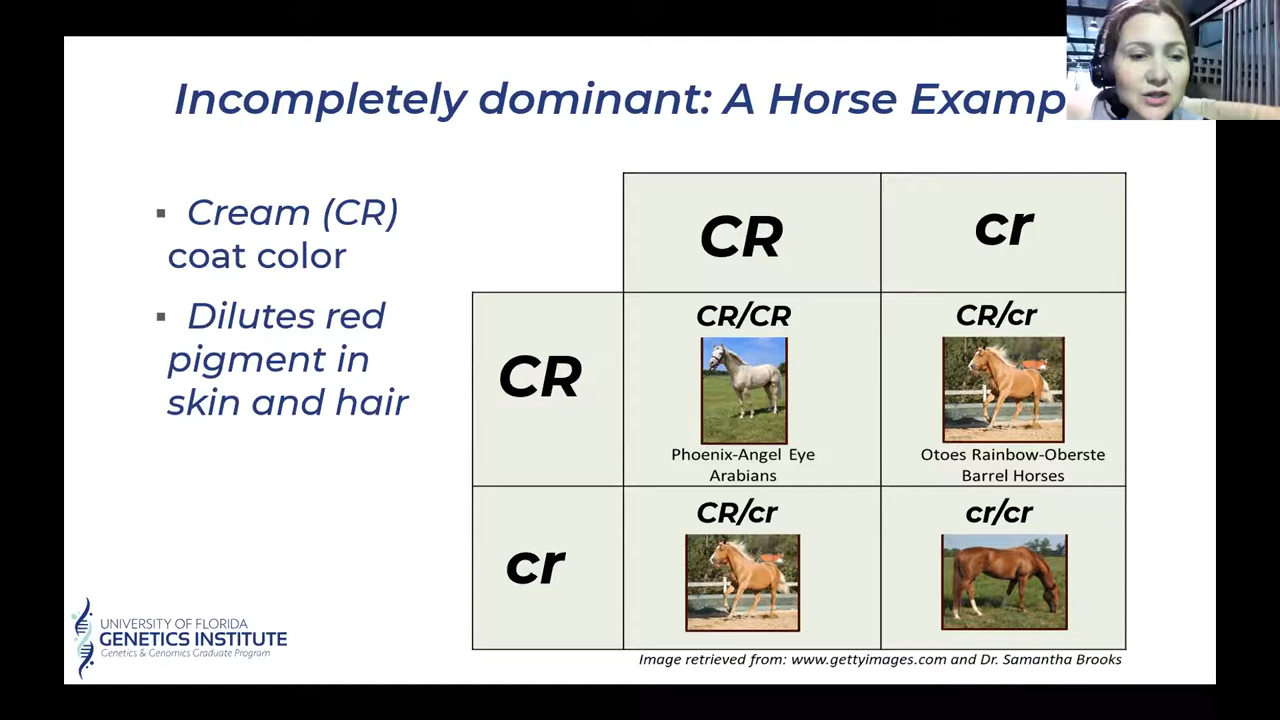 Incompletely dominant: A Horse Examp
▪ Cream (CR)
coat color
▪ Dilutes red
pigment in
skin and hair
CR
cr
CR
CR/CR
CR/cr
Phoenix-Angel Eye
Arabians
Otoes Rainbow-Oberste
Barrel Horses
cr
CR/cr
cr/cr
Image retrieved from: www.gettyimages.com and Dr. Samantha Brooks
UNIVERSITY OF FLORIDA
GENETICS INSTITUTE
Genetics & Genomics Graduate Program